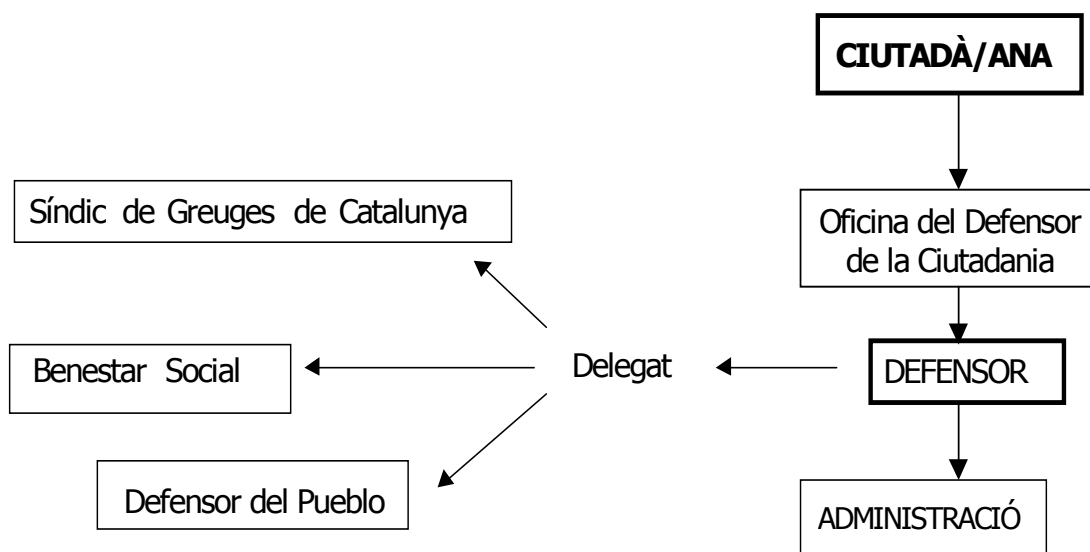 CIUTADÀ/ANA
Síndic de Greuges de Catalunya
Oficina del Defensor
de la Ciutadania
Benestar Social
Delegat
DEFENSOR
Defensor del Pueblo
ADMINISTRACIÓ